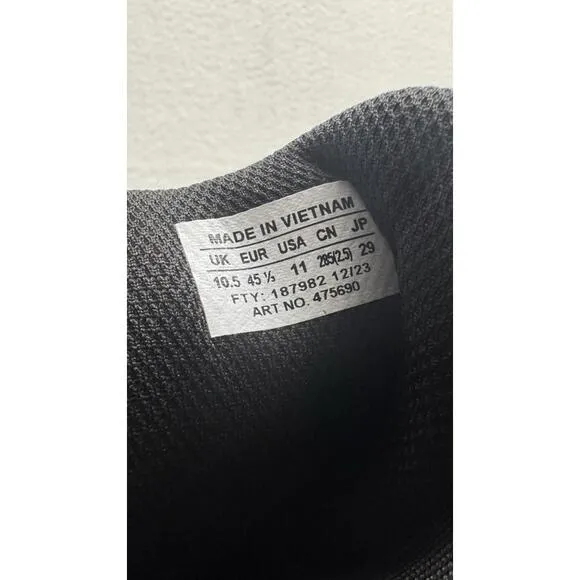 MADE IN VIETNAM
UK EUR USA CN JP
10.5 45 ⅓ 11 285(2.5) 29
FTY: 187982 12/23
ART NO. 475690